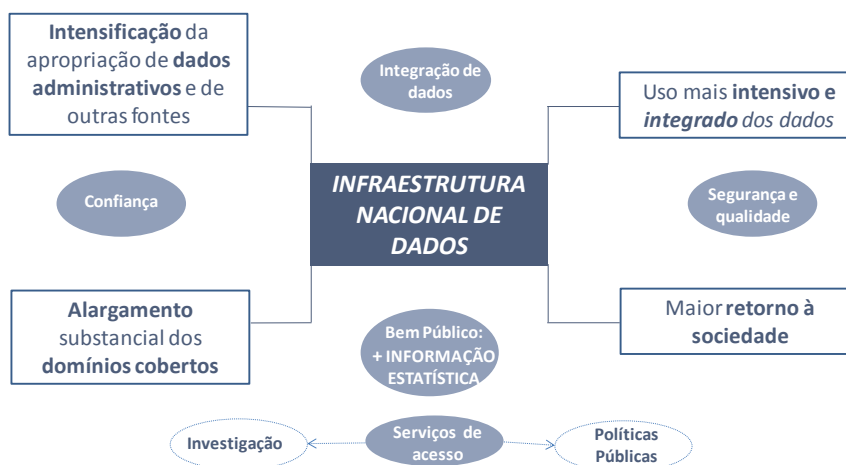 Intensificação da
apropriação de dados
administrativos e de
outras fontes
Integração de
dados
Uso mais intensivo e
integrado dos dados
Confiança
INFRAESTRUTURA
NACIONAL DE
DADOS
Segurança e
qualidade
Alargamento
substancial dos
domínios cobertos
Bem Público:
+ INFORMAÇÃO
ESTATÍSTICA
Maior retorno à
sociedade
Investigação
Serviços de
acesso
Políticas
Públicas